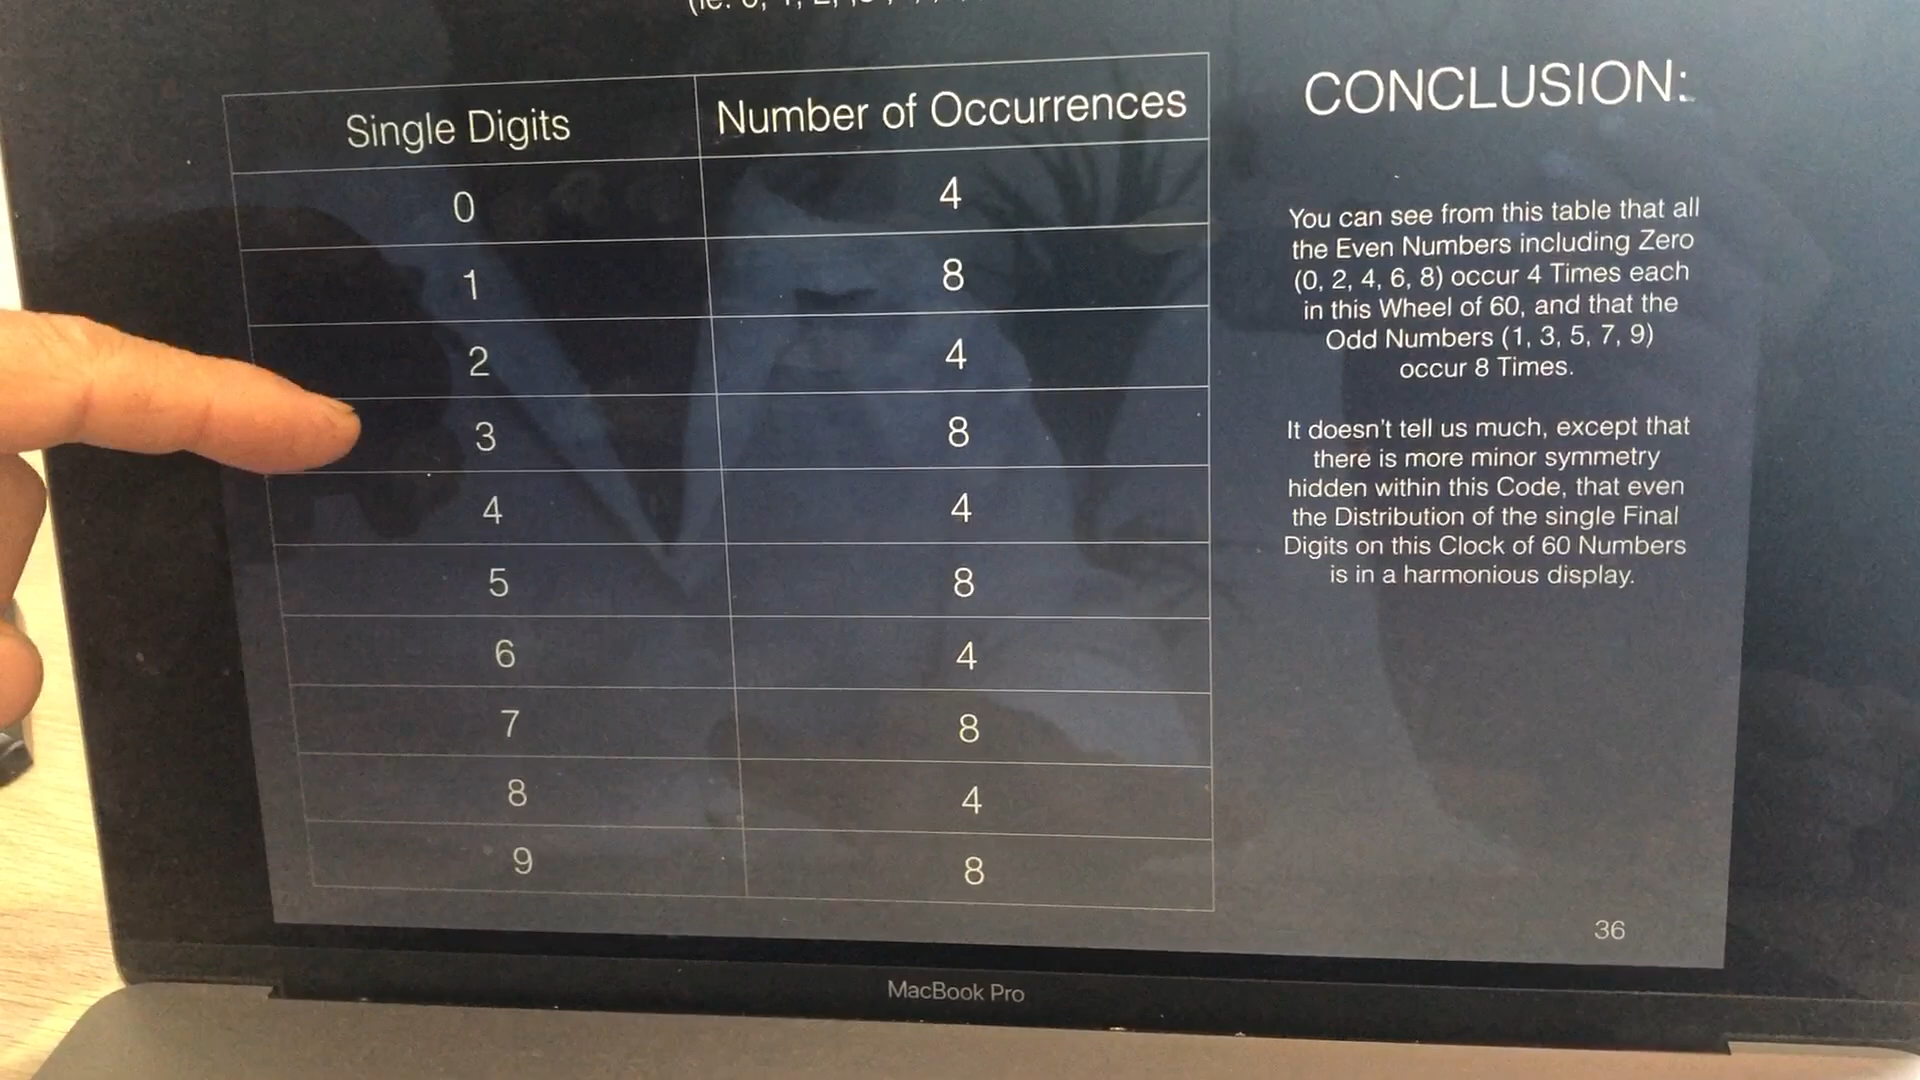 Single Digits Number of Occurrences
0 4
1 8
2 4
3 8
4 4
5 8
6 4
7 8
8 4
9 8
CONCLUSION:
You can see from this table that all
the Even Numbers including Zero
(0, 2, 4, 6, 8) occur 4 Times each
in this Wheel of 60, and that the
Odd Numbers (1, 3, 5, 7, 9)
occur 8 Times.
It doesn't tell us much, except that
there is more minor symmetry
hidden within this Code, that even
the Distribution of the single Final
Digits on this Clock of 60 Numbers
is in a harmonious display.
36
MacBook Pro